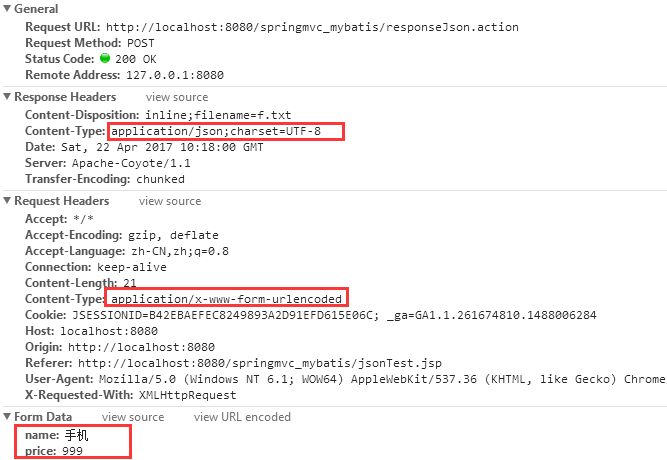 General
Request URL: http://localhost:8080/springmvc_mybatis/responseJson.action
Request Method: POST
Status Code: 200 OK
Remote Address: 127.0.0.1:8080
Response Headers view source
Content-Disposition: inline;filename=f.txt
Content-Type: application/json;charset=UTF-8
Date: Sat, 22 Apr 2017 10:18:00 GMT
Server: Apache-Coyote/1.1
Transfer-Encoding: chunked
Request Headers view source
Accept: */*
Accept-Encoding: gzip, deflate
Accept-Language: zh-CN,zh;q=0.8
Connection: keep-alive
Content-Length: 21
Content-Type: application/x-www-form-urlencoded
Cookie: JSESSIONID=B42EBAEFEC8249893A2D91EFD615E06C; _ga=GA1.1.261674810.1488006284
Host: localhost:8080
Origin: http://localhost:8080
Referer: http://localhost:8080/springmvc_mybatis/jsonTest.jsp
User-Agent: Mozilla/5.0 (Windows NT 6.1; WOW64) AppleWebKit/537.36 (KHTML, like Gecko) Chrome
X-Requested-With: XMLHttpRequest
Form Data view source view URL encoded
name: 手机
price: 999